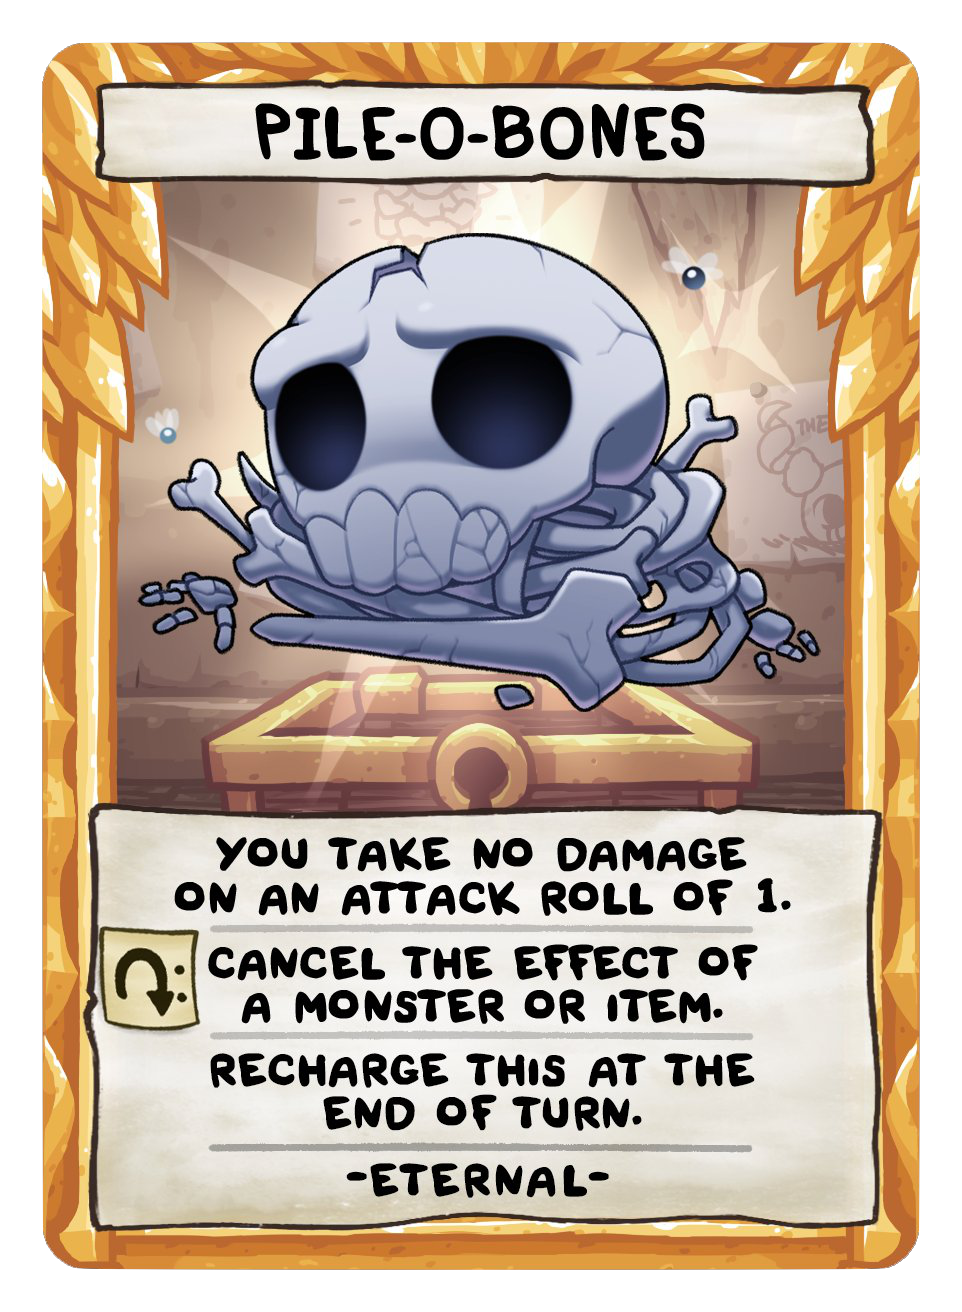 PILE-O-BONES
THE
YOU TAKE NO DAMAGE
ON AN ATTACK ROLL OF 1.
CANCEL THE EFFECT OF
A MONSTER OR ITEM.
RECHARGE THIS AT THE
END OF TURN.
-ETERNAL-